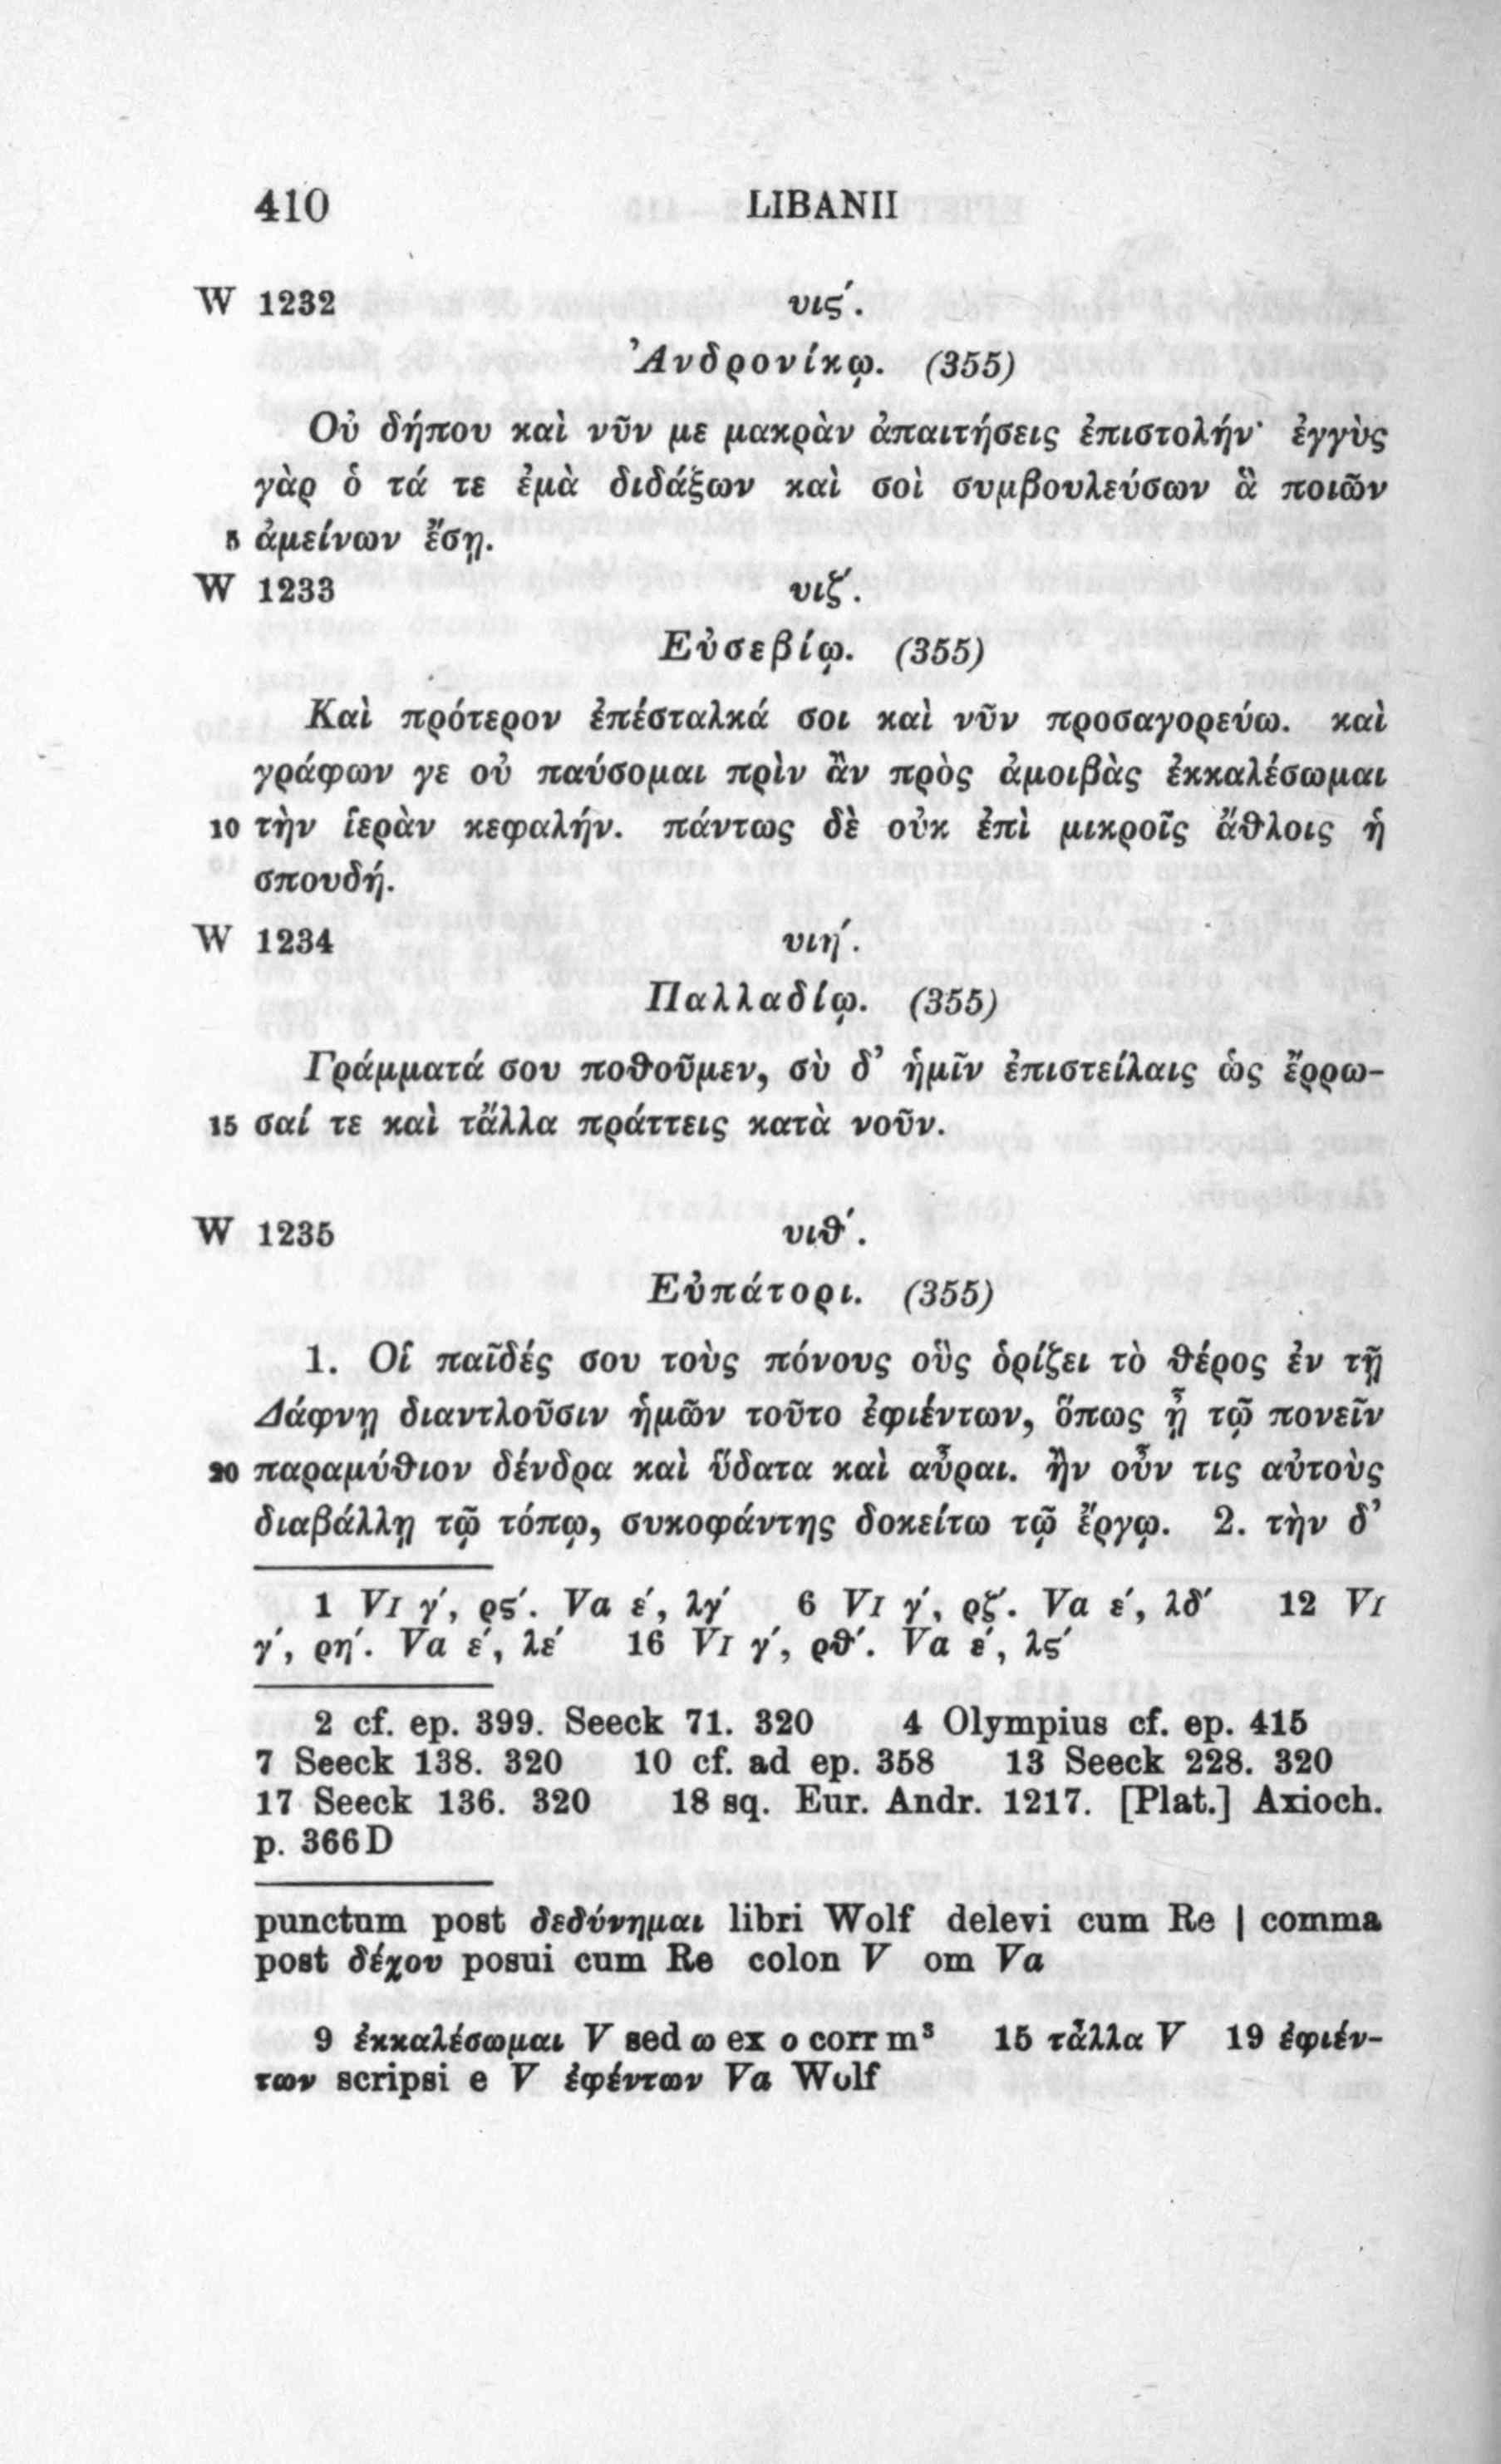 410 LIBANII
W 1232 υις΄.
Ἀνδρονίκῳ. (355)
Οὐ δήπου καὶ νῦν με μακρὰν ἀπαιτήσεις ἐπιστολήν· ἐγγὺς
γὰρ ὁ τά τε ἐμὰ διδάξων καὶ σοὶ συμβουλεύσων ἃ ποιῶν
5 ἀμείνων ἔσῃ.
W 1233 υιζ΄.
Εὐσεβίῳ. (355)
Καὶ πρότερον ἐπέσταλκά σοι καὶ νῦν προσαγορεύω. καὶ
γράφων γε οὐ παύσομαι πρὶν ἂν πρὸς ἀμοιβὰς ἐκκαλέσωμαι
10 τὴν ἱερὰν κεφαλήν. πάντως δὲ οὐκ ἐπὶ μικροῖς ἄθλοις ἡ
σπουδή.
W 1234 υιη΄.
Παλλαδίῳ. (355)
Γράμματά σου ποθοῦμεν, σὺ δ’ ἡμῖν ἐπιστείλαις ὡς ἔρρω-
15 σαί τε καὶ τἄλλα πράττεις κατὰ νοῦν.
W 1235 υιθ΄.
Εὐπάτορι. (355)
1. Οἱ παῖδές σου τοὺς πόνους οὓς ὁρίζει τὸ θέρος ἐν τῇ
Δάφνῃ διαντλοῦσιν ἡμῶν τοῦτο ἐφιέντων, ὅπως ᾖ τῷ πονεῖν
20 παραμύθιον δένδρα καὶ ὕδατα καὶ αὖραι. ἢν οὖν τις αὐτοὺς
διαβάλλῃ τῷ τόπῳ, συκοφάντης δοκείτω τῷ ἔργῳ. 2. τὴν δ’
1 VI γ΄, ρς΄. Va ε΄, λγ΄ 6 VI γ΄, ρζ΄. Va ε΄, λδ΄ 12 VI
γ΄, ρη΄. Va ε΄, λε΄ 16 VI γ΄, ρθ΄. Va ε΄, λς΄
2 cf. ep. 399. Seeck 71. 320 4 Olympius cf. ep. 415
7 Seeck 138. 320 10 cf. ad ep. 358 13 Seeck 228. 320
17 Seeck 136. 320 18 sq. Eur. Andr. 1217. [Plat.] Axioch.
p. 366D
punctum post δεδύνημαι libri Wolf delevi cum Re | comma
post δέχου posui cum Re colon V om Va
9 ἐκκαλέσωμαι V sed ω ex ο corr m³ 15 τἆλλα V 19 ἐφιέν-
των scripsi e V ἐφέντων Va Wolf